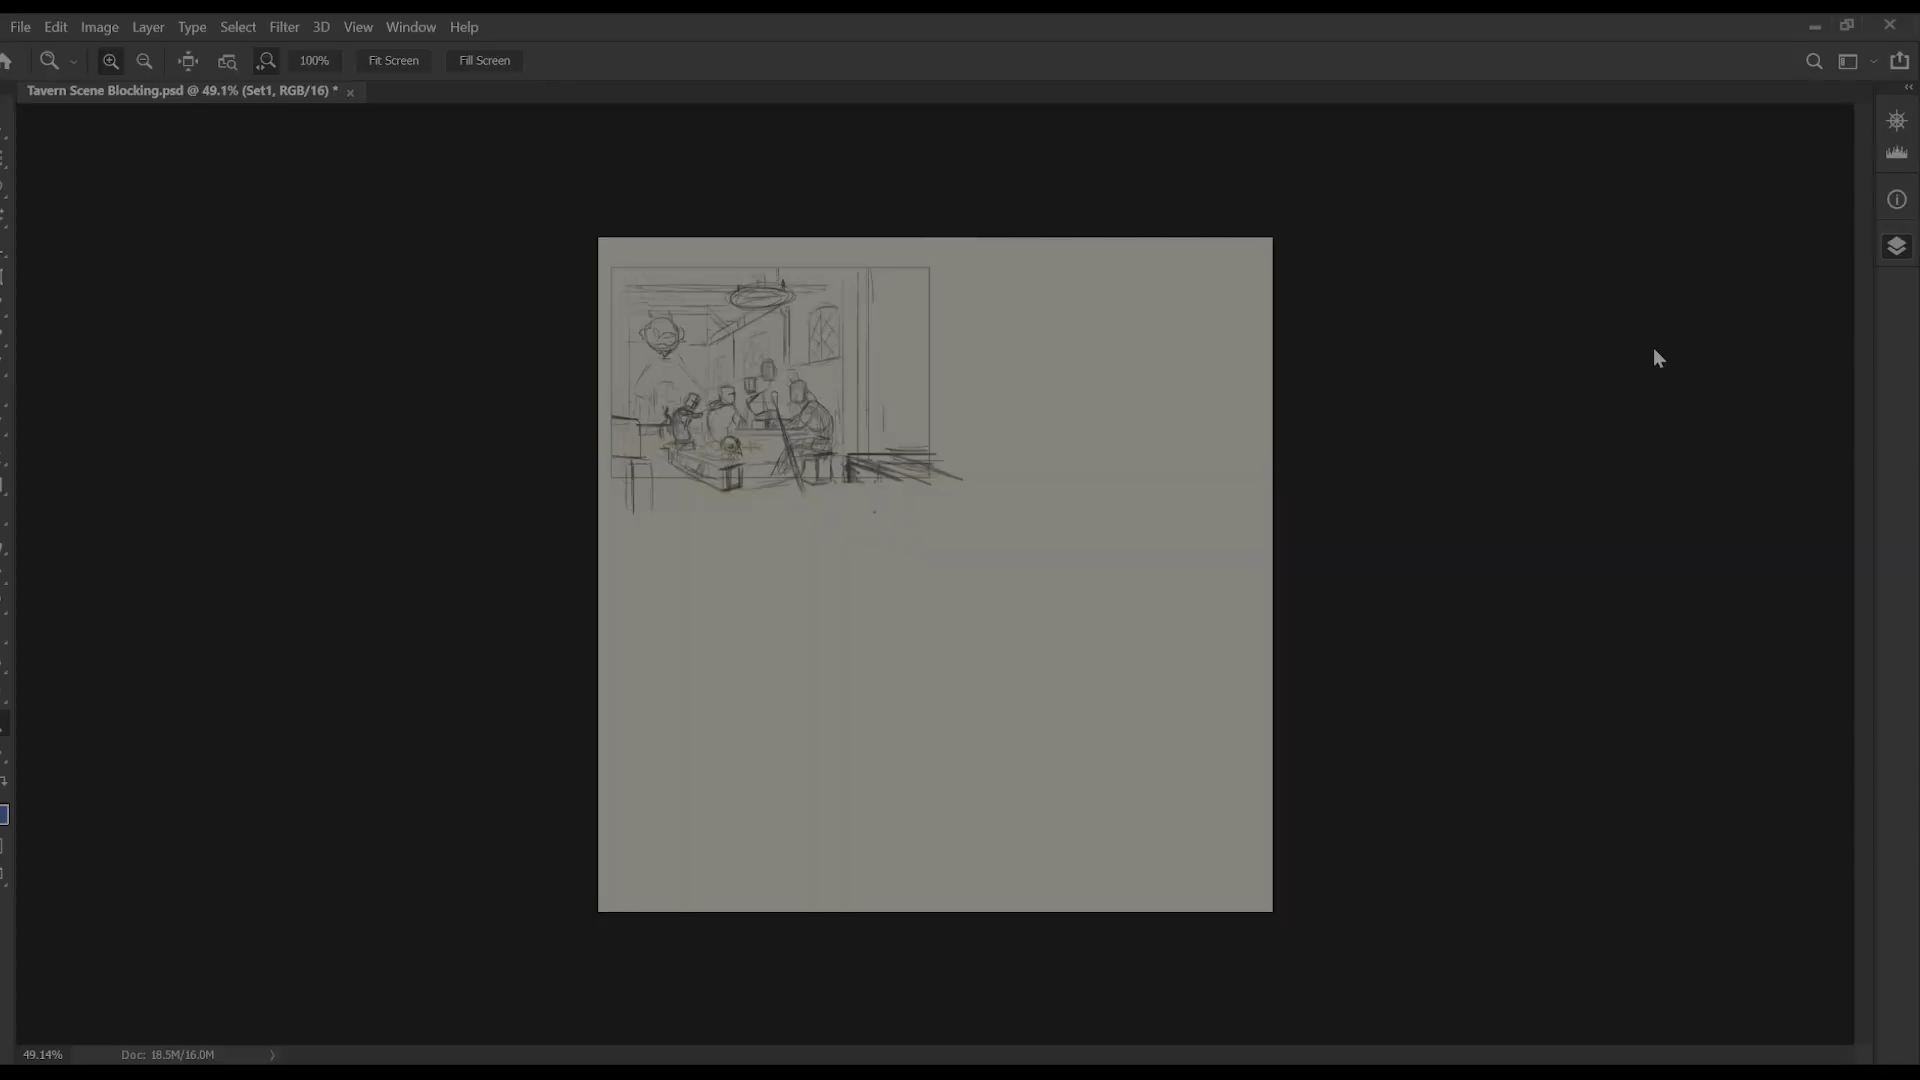 File Edit Image Layer Type Select Filter 3D View Window Help
100% Fit Screen Fill Screen
Tavern Scene Blocking.psd @ 49.1% (Set1, RGB/16) *
49.14% Doc: 18.5M/16.0M